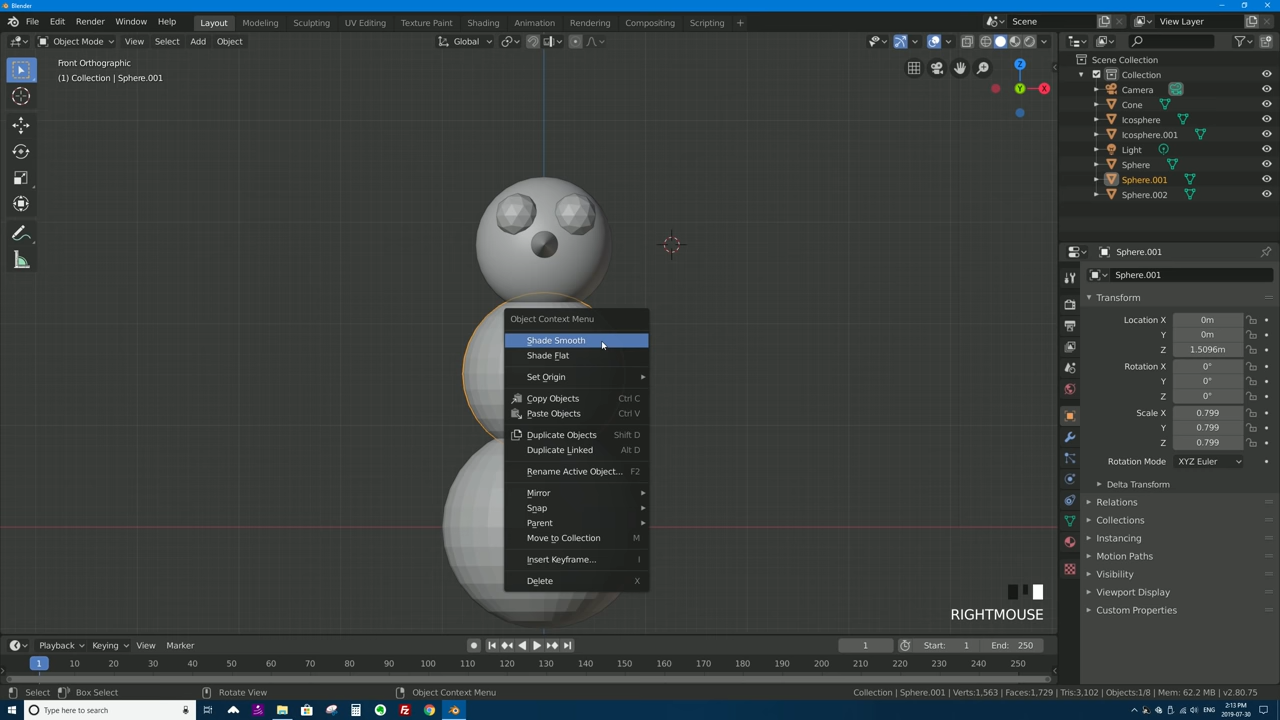 Blender
File Edit Render Window Help
Layout Modeling Sculpting UV Editing Texture Paint Shading Animation Rendering Compositing Scripting +
Scene
View Layer
Object Mode View Select Add Object
Global
Front Orthographic
(1) Collection | Sphere.001
Z
Y
X
Scene Collection
Collection
Camera
Cone
Icosphere
Icosphere.001
Light
Sphere
Sphere.001
Sphere.002
Sphere.001
Sphere.001
Transform
Location X 0m
Y 0m
Z 1.5096m
Rotation X 0°
Y 0°
Z 0°
Scale X 0.799
Y 0.799
Z 0.799
Rotation Mode XYZ Euler
Delta Transform
Relations
Collections
Instancing
Motion Paths
Visibility
Viewport Display
Custom Properties
Object Context Menu
Shade Smooth
Shade Flat
Set Origin
Copy Objects Ctrl C
Paste Objects Ctrl V
Duplicate Objects Shift D
Duplicate Linked Alt D
Rename Active Object... F2
Mirror
Snap
Parent
Move to Collection M
Insert Keyframe... I
Delete X
RIGHTMOUSE
Playback Keying View Marker
1 Start: 1 End: 250
1 10 20 30 40 50 60 70 80 90 100 110 120 130 140 150 160 170 180 190 200 210 220 230 240 250
Select Box Select Rotate View Object Context Menu
Collection | Sphere.001 | Verts:1,563 | Faces:1,729 | Tris:3,102 | Objects:1/8 | Mem: 62.2 MB | v2.80.75
Type here to search
ENG
2:13 PM
2019-07-30